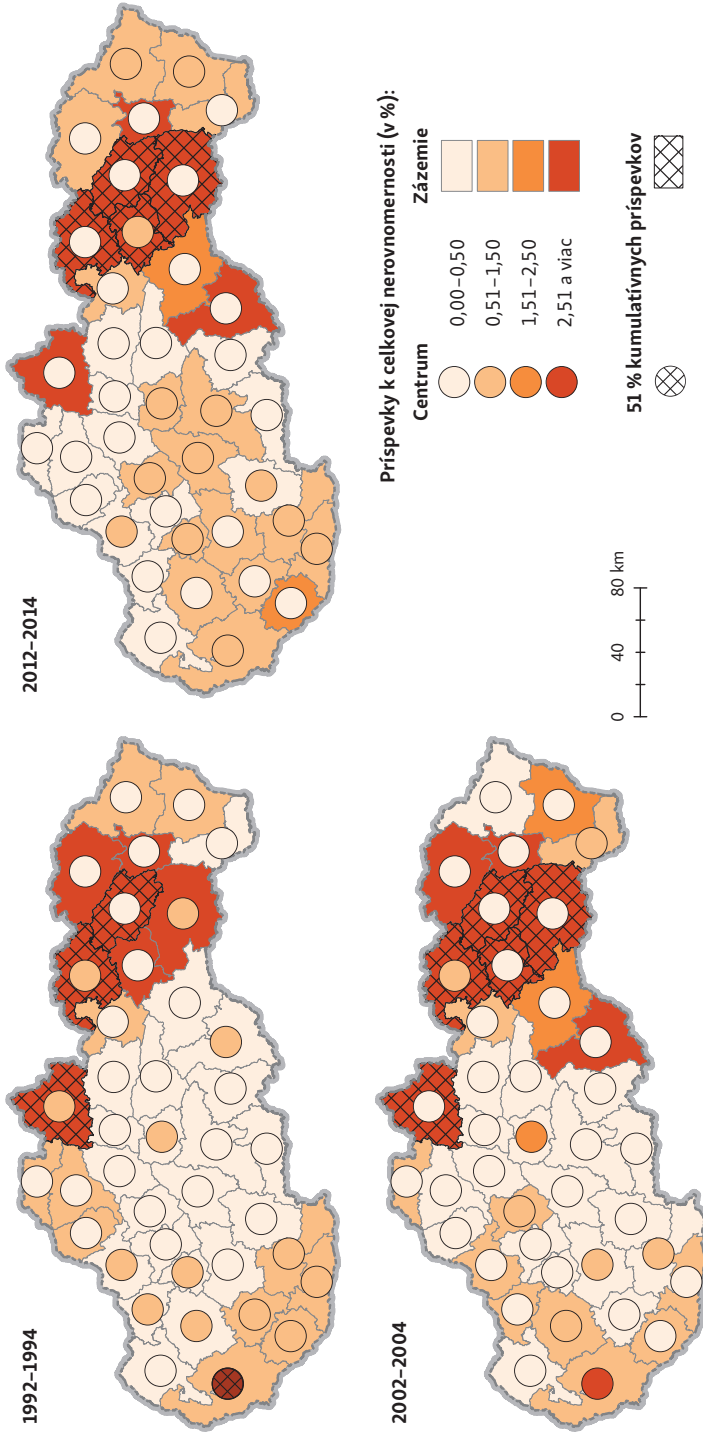 1992–1994
2012–2014
2002–2004
Príspevky k celkovej nerovnomernosti (v %):
Centrum
Zázemie
0,00–0,50
0,51–1,50
1,51–2,50
2,51 a viac
51 % kumulatívnych príspevkov
0 40 80 km